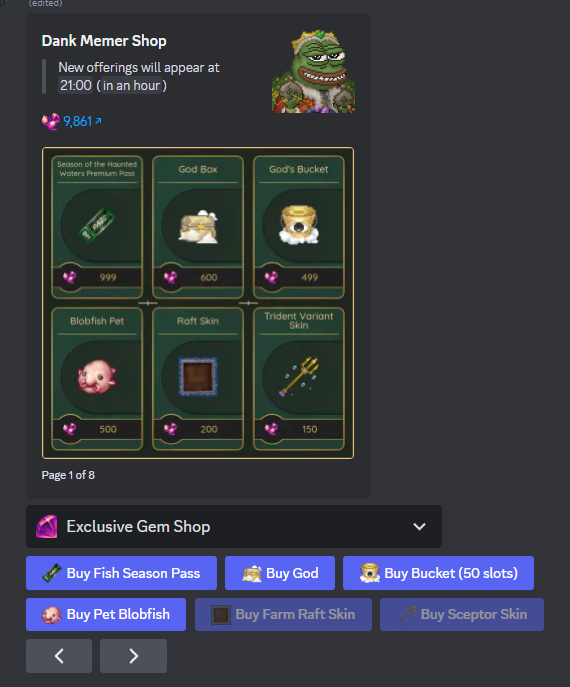 (edited)
Dank Memer Shop
New offerings will appear at
21:00 (in an hour)
9,861
Season of the Haunted
Waters Premium Pass
God Box
God's Bucket
999
600
499
Blobfish Pet
Raft Skin
Trident Variant
Skin
500
200
150
Page 1 of 8
Exclusive Gem Shop
Buy Fish Season Pass
Buy God
Buy Bucket (50 slots)
Buy Pet Blobfish
Buy Farm Raft Skin
Buy Sceptor Skin